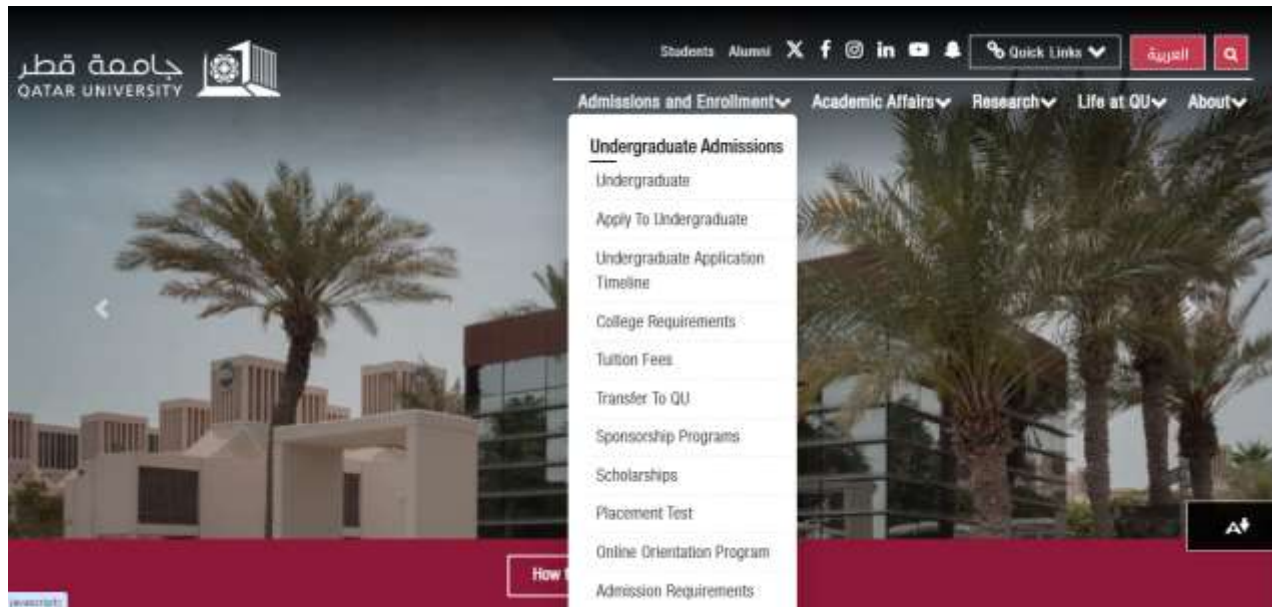 جامعة قطر
QATAR UNIVERSITY
Students Alumni
Quick Links
العربية
Admissions and Enrollment Academic Affairs Research Life at QU About
Undergraduate Admissions
Undergraduate
Apply To Undergraduate
Undergraduate Application
Timeline
College Requirements
Tuition Fees
Transfer To QU
Sponsorship Programs
Scholarships
Placement Test
Online Orientation Program
Admission Requirements
How